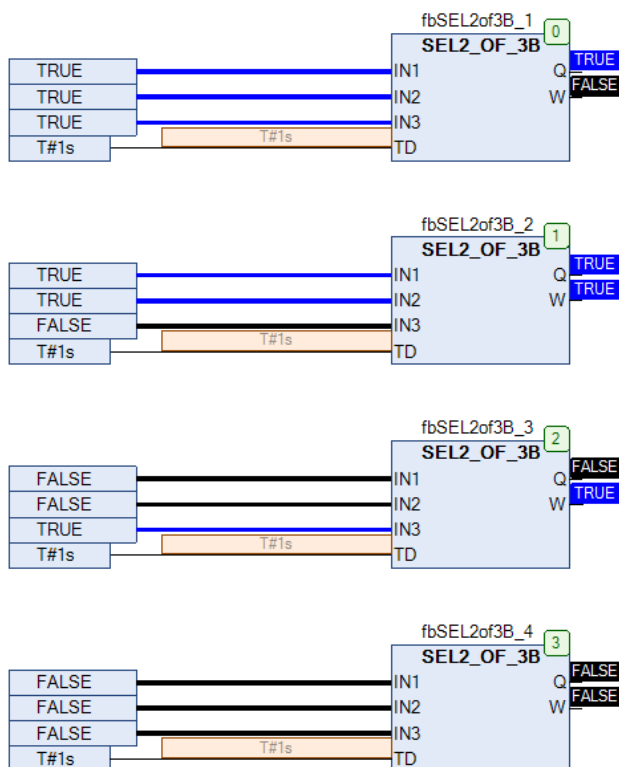 fbSEL2of3B_1
0
SEL2_OF_3B
TRUE IN1 Q TRUE
TRUE IN2 W FALSE
TRUE IN3
T#1s T#1s TD
fbSEL2of3B_2
1
SEL2_OF_3B
TRUE IN1 Q TRUE
TRUE IN2 W TRUE
FALSE IN3
T#1s T#1s TD
fbSEL2of3B_3
2
SEL2_OF_3B
FALSE IN1 Q FALSE
FALSE IN2 W TRUE
TRUE IN3
T#1s T#1s TD
fbSEL2of3B_4
3
SEL2_OF_3B
FALSE IN1 Q FALSE
FALSE IN2 W FALSE
FALSE IN3
T#1s T#1s TD